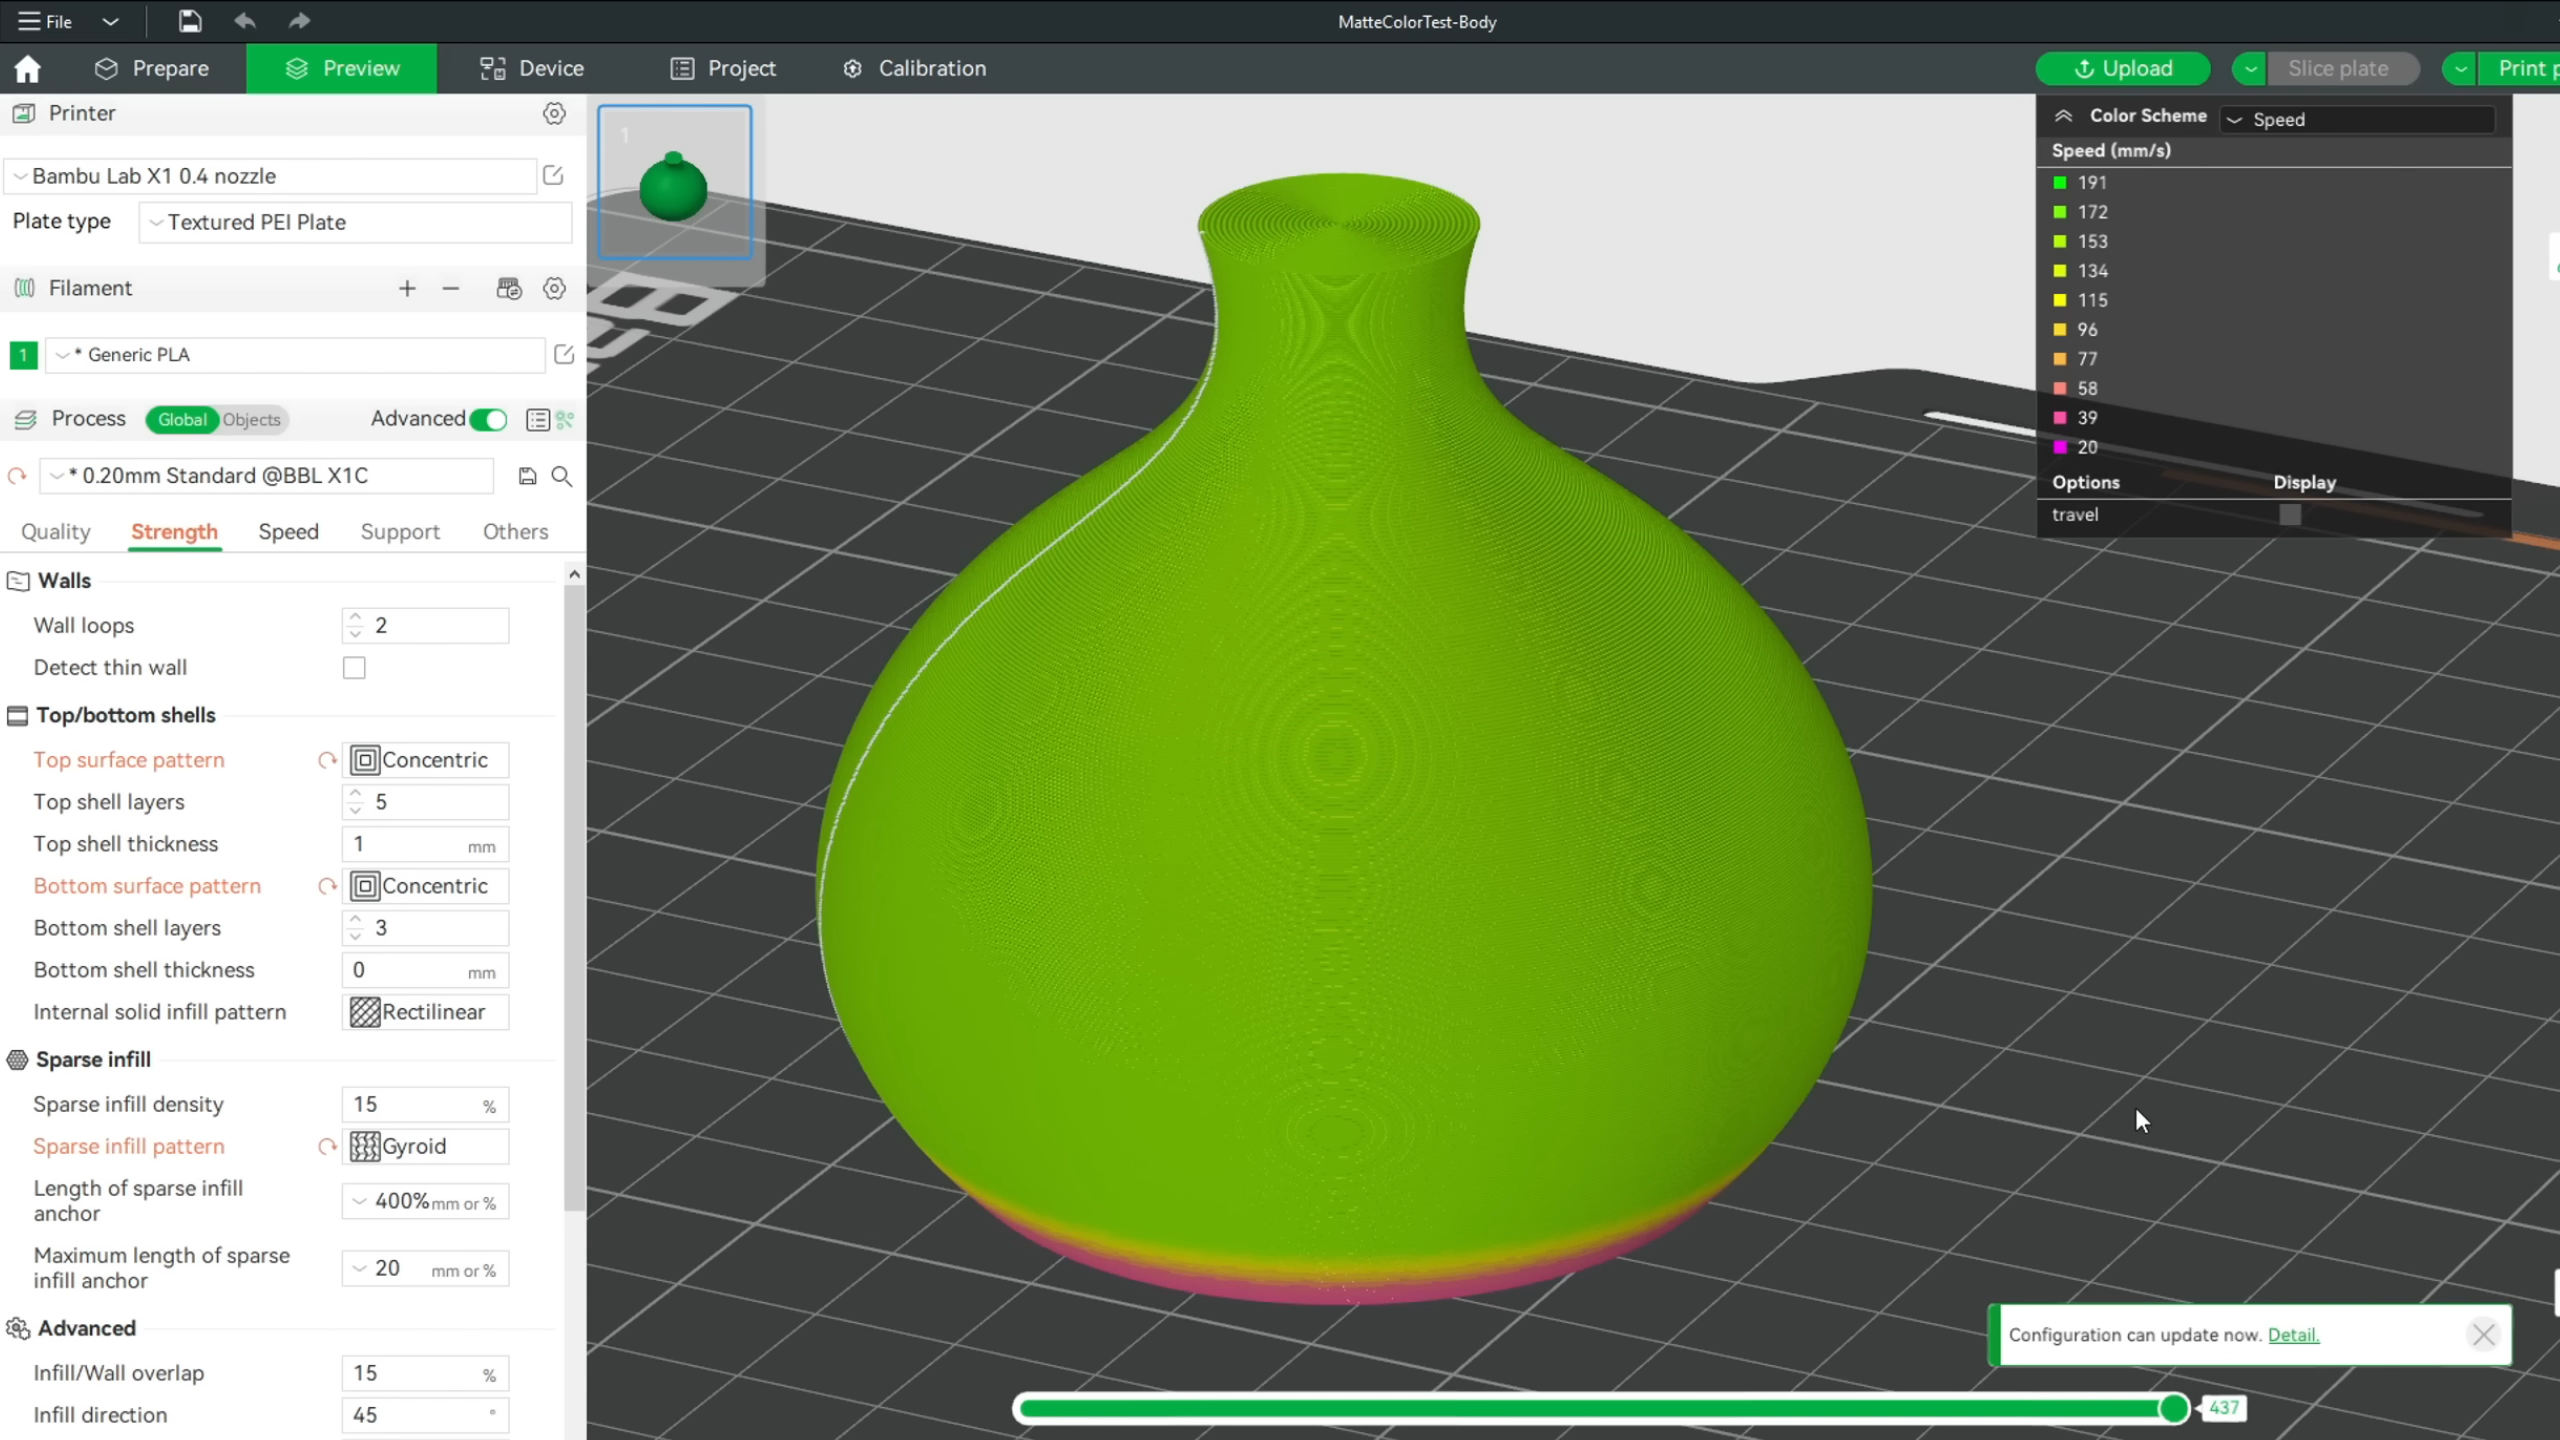 File
MatteColorTest-Body
Prepare
Preview
Device
Project
Calibration
Upload
Slice plate
Print p
Printer
Bambu Lab X1 0.4 nozzle
Plate type
Textured PEI Plate
Filament
1
* Generic PLA
Process
Global
Objects
Advanced
* 0.20mm Standard @BBL X1C
Quality
Strength
Speed
Support
Others
Walls
Wall loops
2
Detect thin wall
Top/bottom shells
Top surface pattern
Concentric
Top shell layers
5
Top shell thickness
1 mm
Bottom surface pattern
Concentric
Bottom shell layers
3
Bottom shell thickness
0 mm
Internal solid infill pattern
Rectilinear
Sparse infill
Sparse infill density
15 %
Sparse infill pattern
Gyroid
Length of sparse infill
anchor
400% mm or %
Maximum length of sparse
infill anchor
20 mm or %
Advanced
Infill/Wall overlap
15 %
Infill direction
45 °
1
Color Scheme
Speed
Speed (mm/s)
191
172
153
134
115
96
77
58
39
20
Options
Display
travel
Configuration can update now. Detail.
437